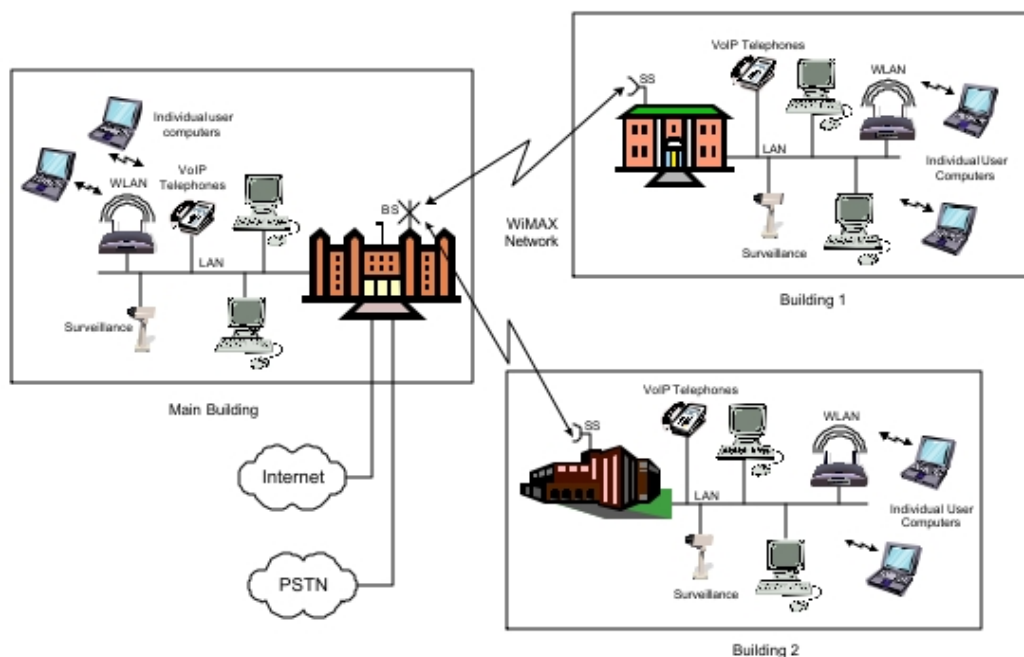 Individual user
computers
WLAN
VoIP
Telephones
LAN
Surveillance
BS
Main Building
Internet
PSTN
WiMAX
Network
SS
VoIP Telephones
WLAN
LAN
Individual User
Computers
Surveillance
Building 1
SS
VoIP Telephones
WLAN
LAN
Individual User
Computers
Surveillance
Building 2